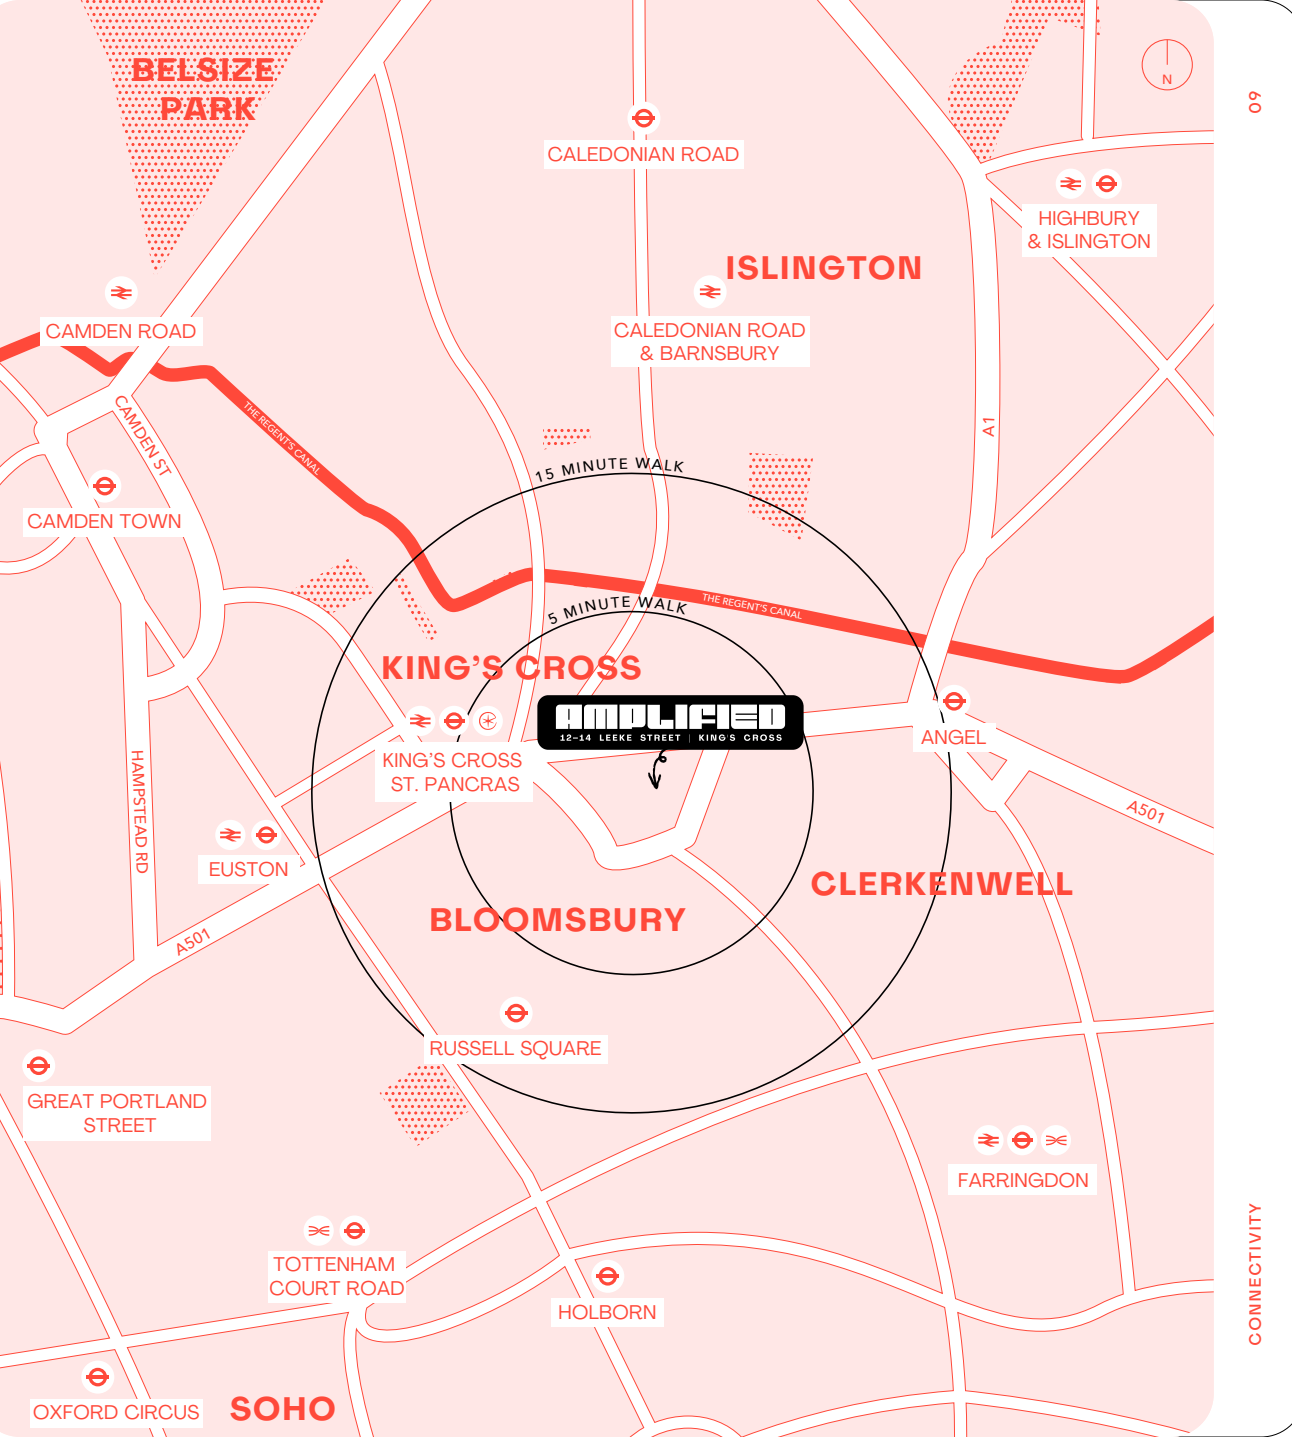 BELSIZE
PARK
09
N
CALEDONIAN ROAD
HIGHBURY
& ISLINGTON
ISLINGTON
CAMDEN ROAD
CALEDONIAN ROAD
& BARNSBURY
CAMDEN ST
THE REGENT'S CANAL
A1
15 MINUTE WALK
CAMDEN TOWN
5 MINUTE WALK
THE REGENT'S CANAL
KING'S CROSS
AMPLIFIED
12–14 LEEKE STREET | KING'S CROSS
ANGEL
KING'S CROSS
ST. PANCRAS
HAMPSTEAD RD
A501
EUSTON
CLERKENWELL
BLOOMSBURY
A501
RUSSELL SQUARE
GREAT PORTLAND
STREET
FARRINGDON
TOTTENHAM
COURT ROAD
HOLBORN
CONNECTIVITY
OXFORD CIRCUS
SOHO